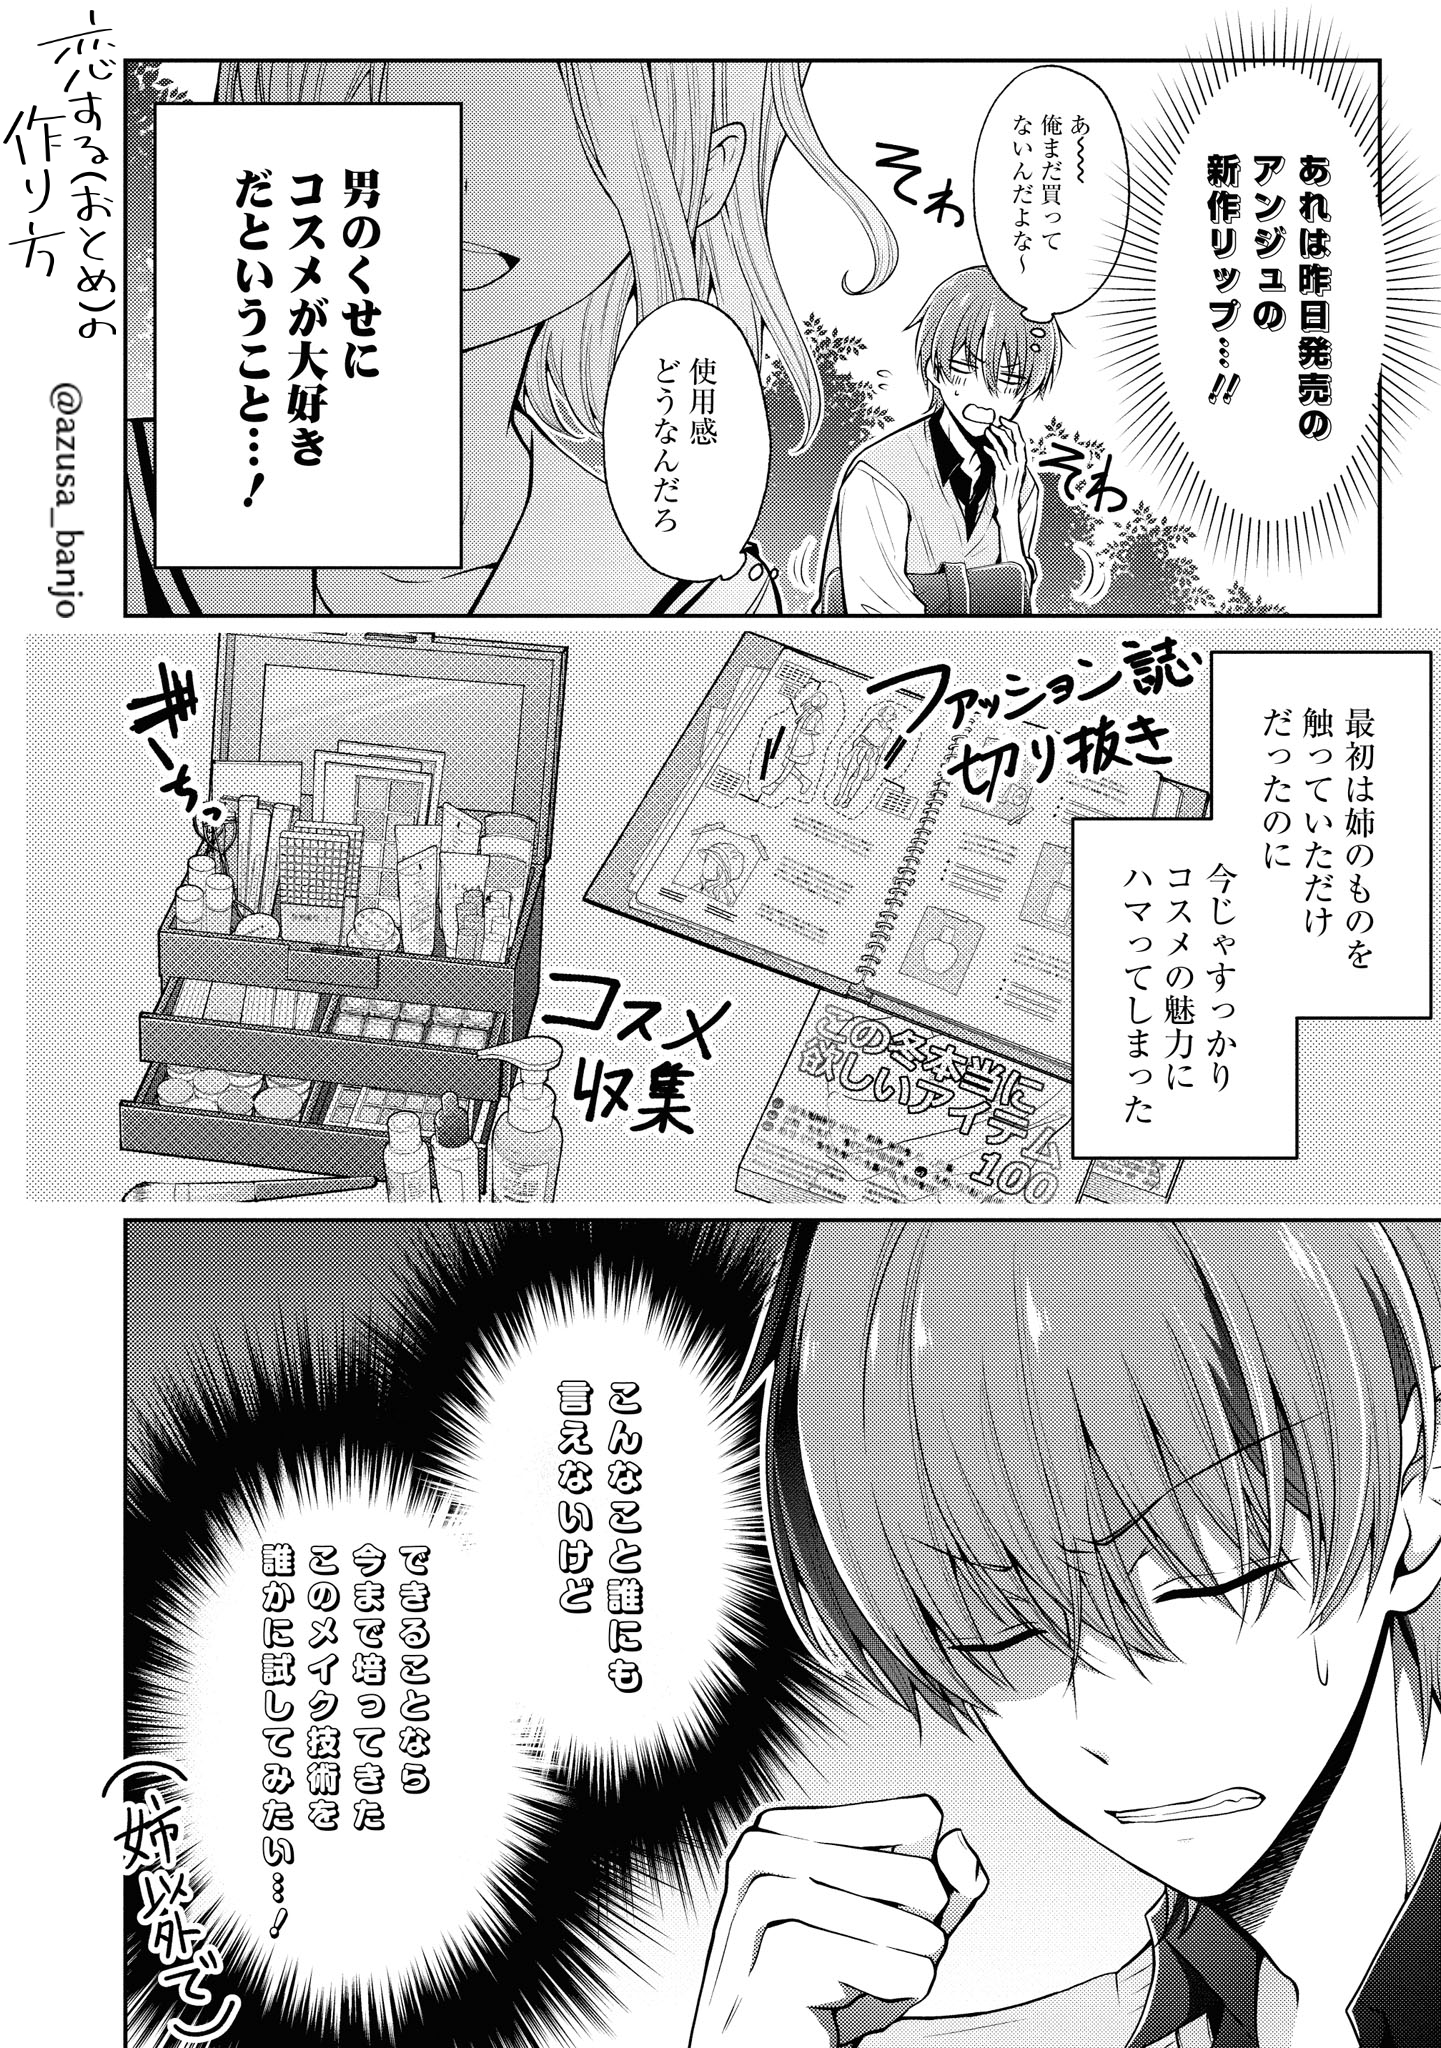 恋する(おとめ)の
作り方
@azusa_banjo
あれは昨日発売の
アンジュの
新作リップ…!!
あ〜〜〜
俺まだ買って
ないんだよな〜
そわ
そわ
使用感
どうなんだろ
男のくせに
コスメが大好き
だということ…!
最初は姉のものを
触っていただけ
だったのに
今じゃすっかり
コスメの魅力に
ハマってしまった
ファッション誌
切り抜き
この冬本当に
欲しいアイテム
100
きーちっ
コスメ
収集
こんなこと誰にも
言えないけど
できることなら
今まで培ってきた
このメイク技術を
誰かに試してみたい…!
(姉以外で)